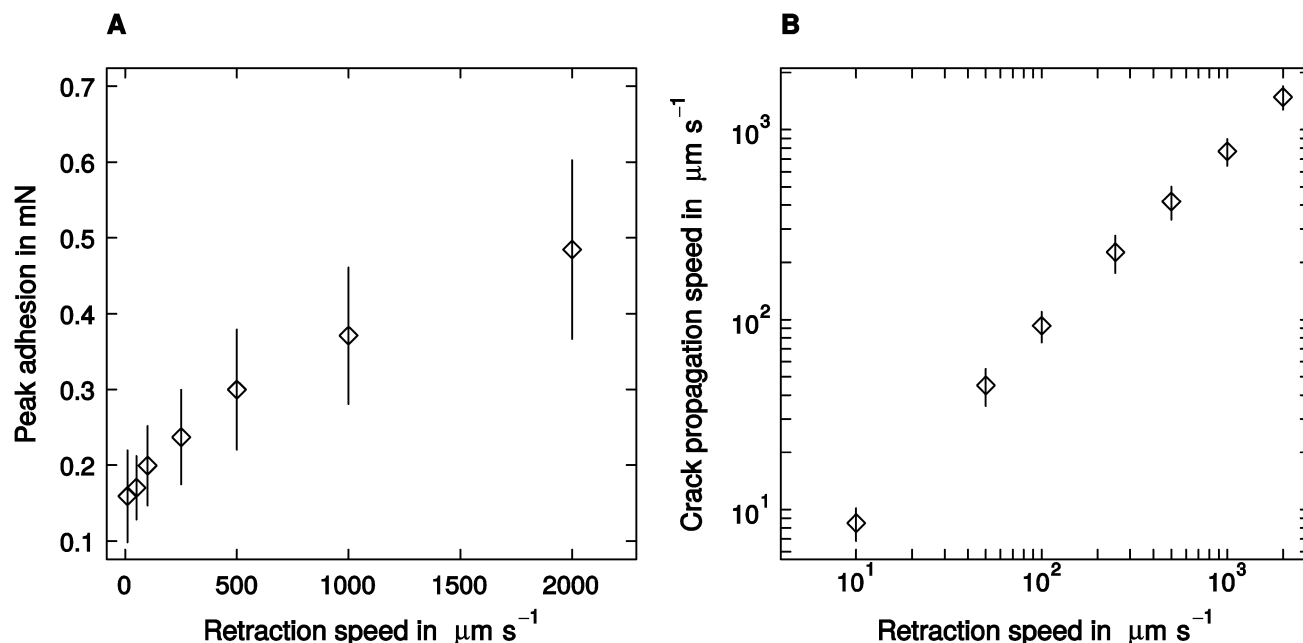 A
B
0.7
0.6
0.5
0.4
0.3
0.2
0.1
Peak adhesion in mN
0 500 1000 1500 2000
Retraction speed in μm s⁻¹
10³
10²
10¹
Crack propagation speed in μm s⁻¹
10¹ 10² 10³
Retraction speed in μm s⁻¹